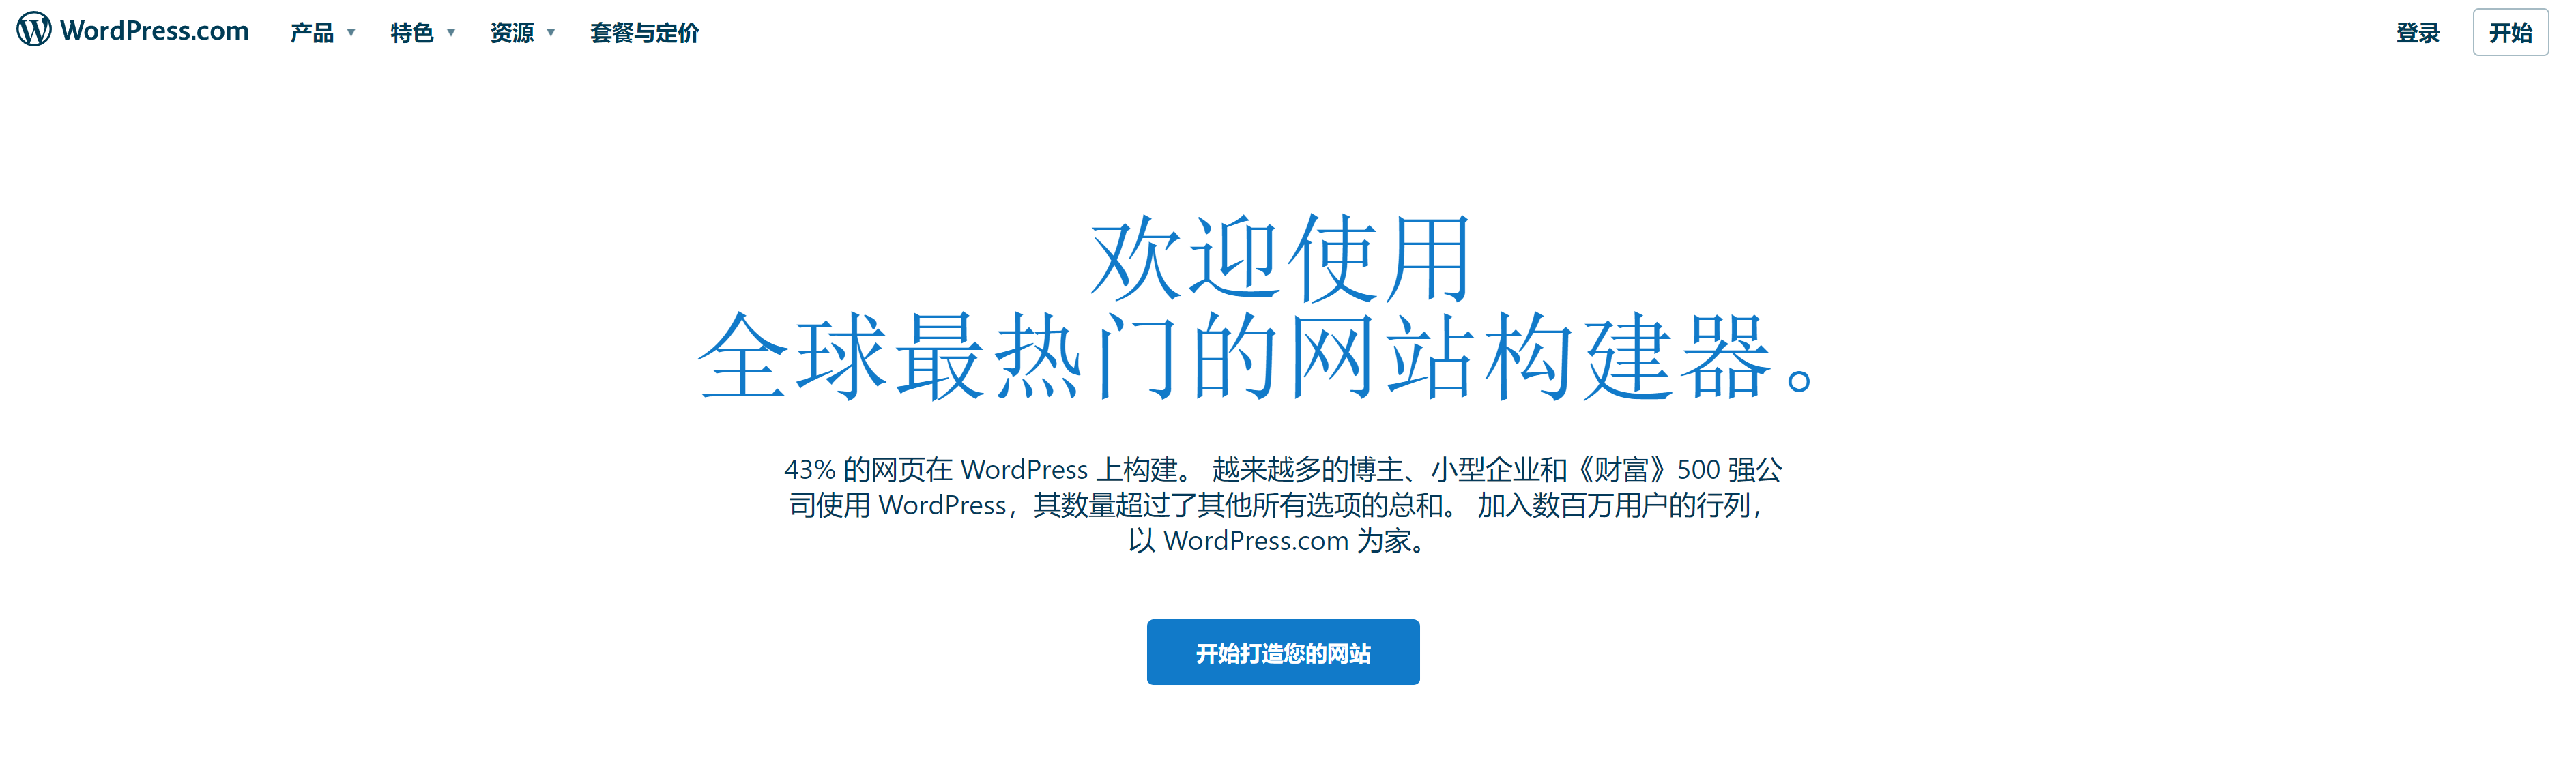 WordPress.com 产品 特色 资源 套餐与定价 登录 开始
欢迎使用
全球最热门的网站构建器。
43% 的网页在 WordPress 上构建。 越来越多的博主、小型企业和《财富》500 强公
司使用 WordPress，其数量超过了其他所有选项的总和。 加入数百万用户的行列，
以 WordPress.com 为家。
开始打造您的网站